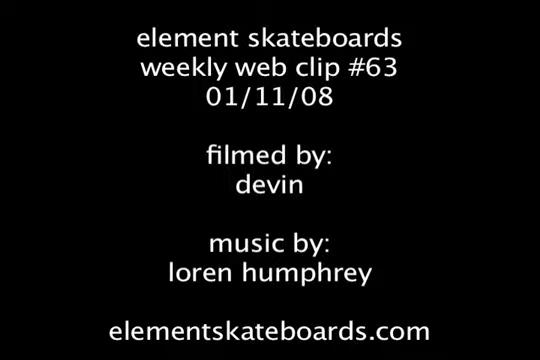 element skateboards
weekly web clip #63
01/11/08
filmed by:
devin
music by:
loren humphrey
elementskateboards.com